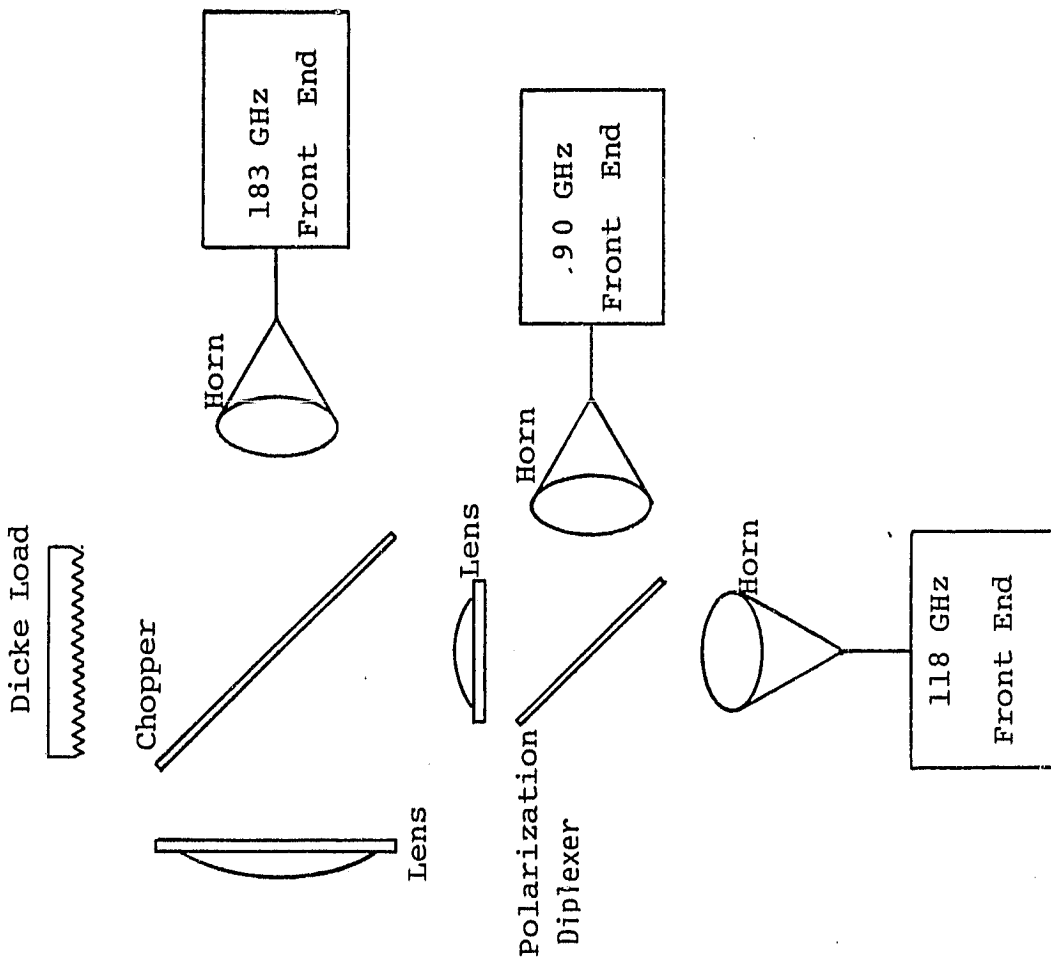 Dicke Load
Chopper
Lens
Horn
183 GHz
Front End
Lens
Horn
.90 GHz
Front End
Polarization
Diplexer
Horn
118 GHz
Front End